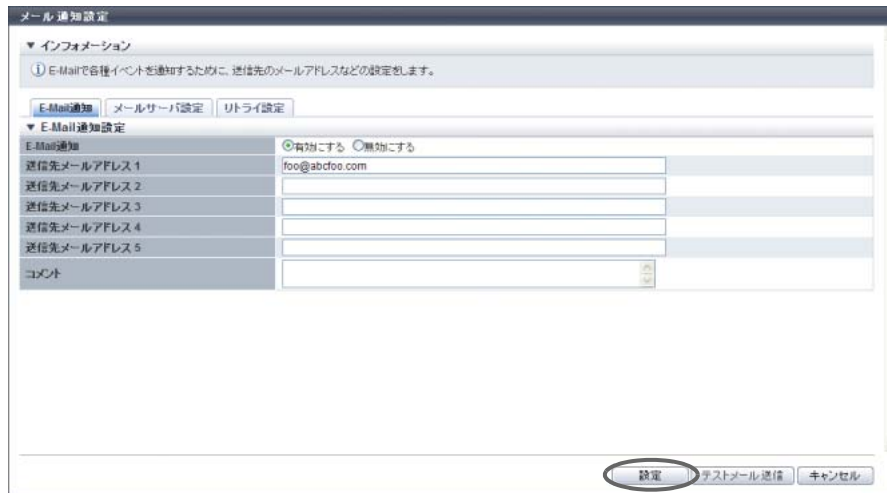 メール通知設定
▼ インフォメーション
E-Mailで各種イベントを通知するために、送信先のメールアドレスなどの設定をします。
E-Mail通知 メールサーバ設定 リトライ設定
▼ E-Mail通知設定
E-Mail通知 有効にする 無効にする
送信先メールアドレス 1 foo@abcfoo.com
送信先メールアドレス 2
送信先メールアドレス 3
送信先メールアドレス 4
送信先メールアドレス 5
コメント
設定 テストメール送信 キャンセル